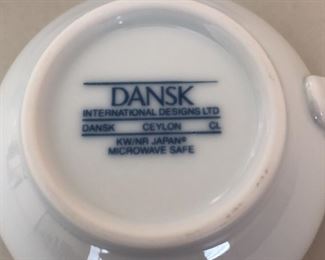 DANSK
INTERNATIONAL DESIGNS LTD
DANSK CEYLON CL
KW/NR JAPAN®
MICROWAVE SAFE